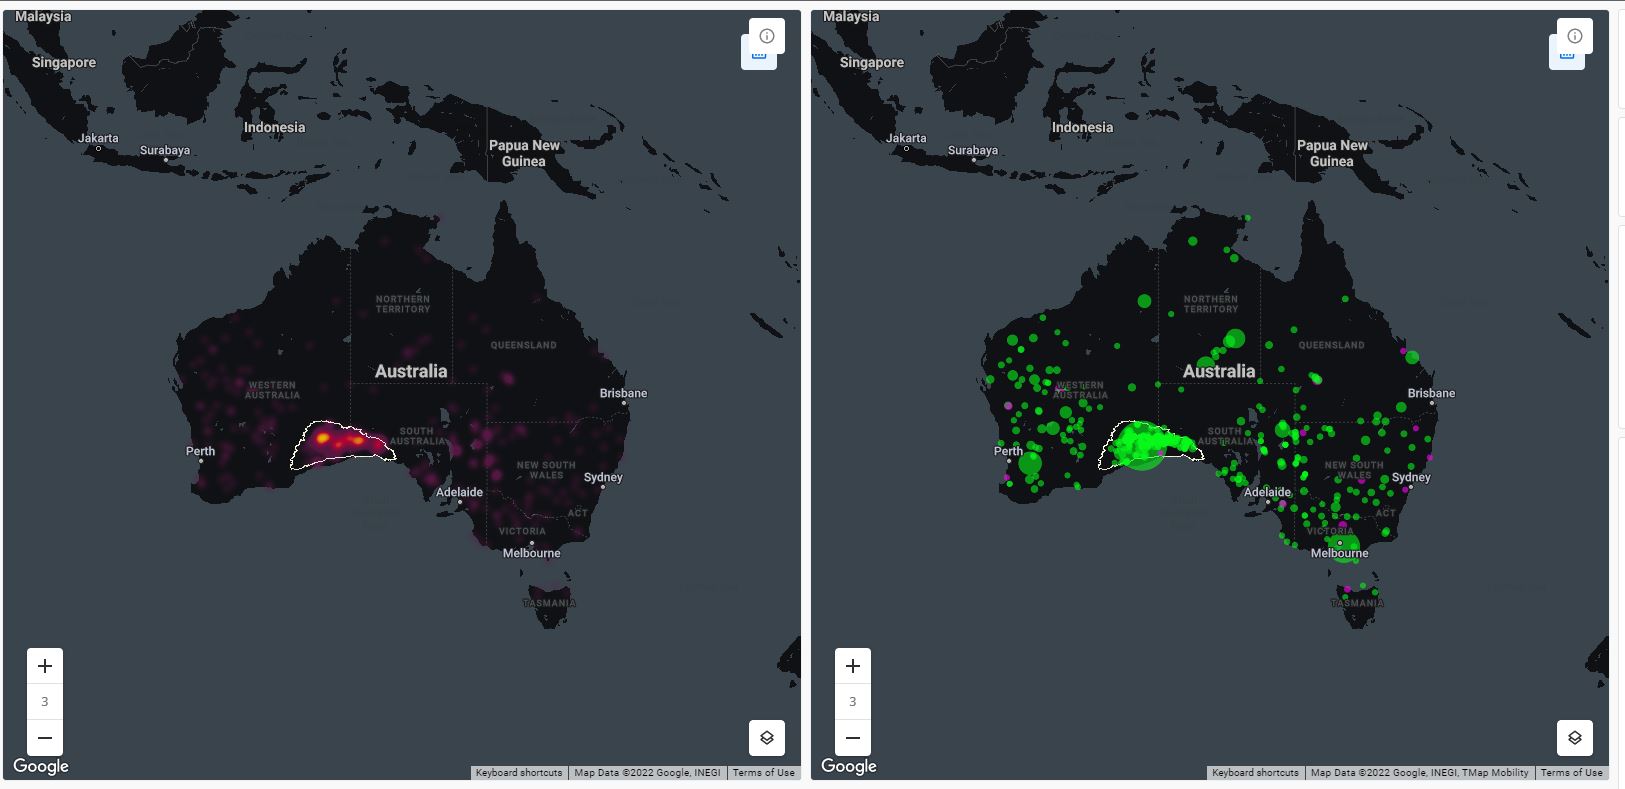 Malaysia
Singapore
Indonesia
Jakarta
Surabaya
Papua New
Guinea
NORTHERN
TERRITORY
QUEENSLAND
Australia
WESTERN
AUSTRALIA
Brisbane
SOUTH
AUSTRALIA
Perth
NEW SOUTH
WALES
Sydney
Adelaide
ACT
VICTORIA
Melbourne
TASMANIA
3
Google
Keyboard shortcuts
Map Data ©2022 Google, INEGI
Terms of Use
Malaysia
Singapore
Indonesia
Jakarta
Surabaya
Papua New
Guinea
NORTHERN
TERRITORY
QUEENSLAND
Australia
WESTERN
AUSTRALIA
Brisbane
SOUTH
AUSTRALIA
Perth
NEW SOUTH
WALES
Sydney
Adelaide
ACT
VICTORIA
Melbourne
TASMANIA
3
Google
Keyboard shortcuts
Map Data ©2022 Google, INEGI, TMap Mobility
Terms of Use